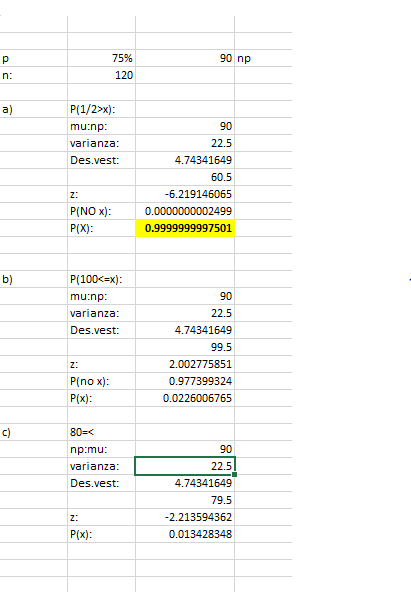 p 75% 90 np
n: 120
a) P(1/2>x):
mu:np: 90
varianza: 22.5
Des.vest: 4.74341649
60.5
z: -6.219146065
P(NO x): 0.0000000002499
P(X): 0.9999999997501
b) P(100<=x):
mu:np: 90
varianza: 22.5
Des.vest: 4.74341649
99.5
z: 2.002775851
P(no x): 0.977399324
P(x): 0.0226006765
c) 80=<
np:mu: 90
varianza: 22.5
Des.vest: 4.74341649
79.5
z: -2.213594362
P(x): 0.013428348